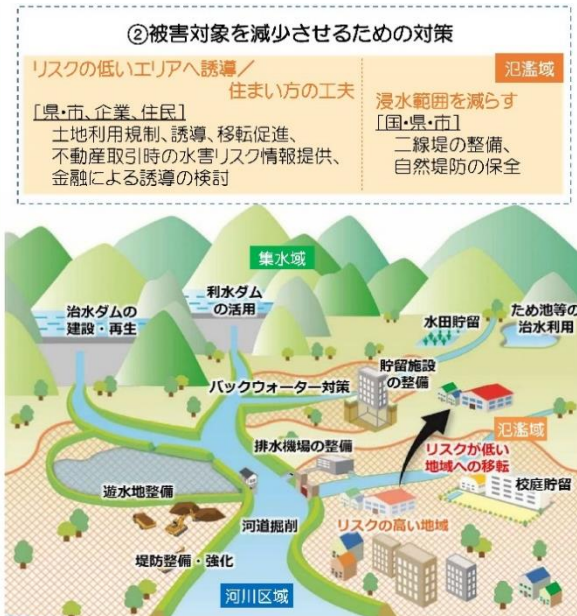 ②被害対象を減少させるための対策
リスクの低いエリアへ誘導／
住まい方の工夫
[県・市、企業、住民]
土地利用規制、誘導、移転促進、
不動産取引時の水害リスク情報提供、
金融による誘導の検討
氾濫域
浸水範囲を減らす
[国・県・市]
二線堤の整備、
自然堤防の保全
集水域
治水ダムの
建設・再生
利水ダム
の活用
水田貯留
ため池等の
治水利用
バックウォーター対策
貯留施設
の整備
氾濫域
排水機場の整備
リスクが低い
地域への移転
校庭貯留
遊水地整備
河道掘削
リスクの高い地域
堤防整備・強化
河川区域